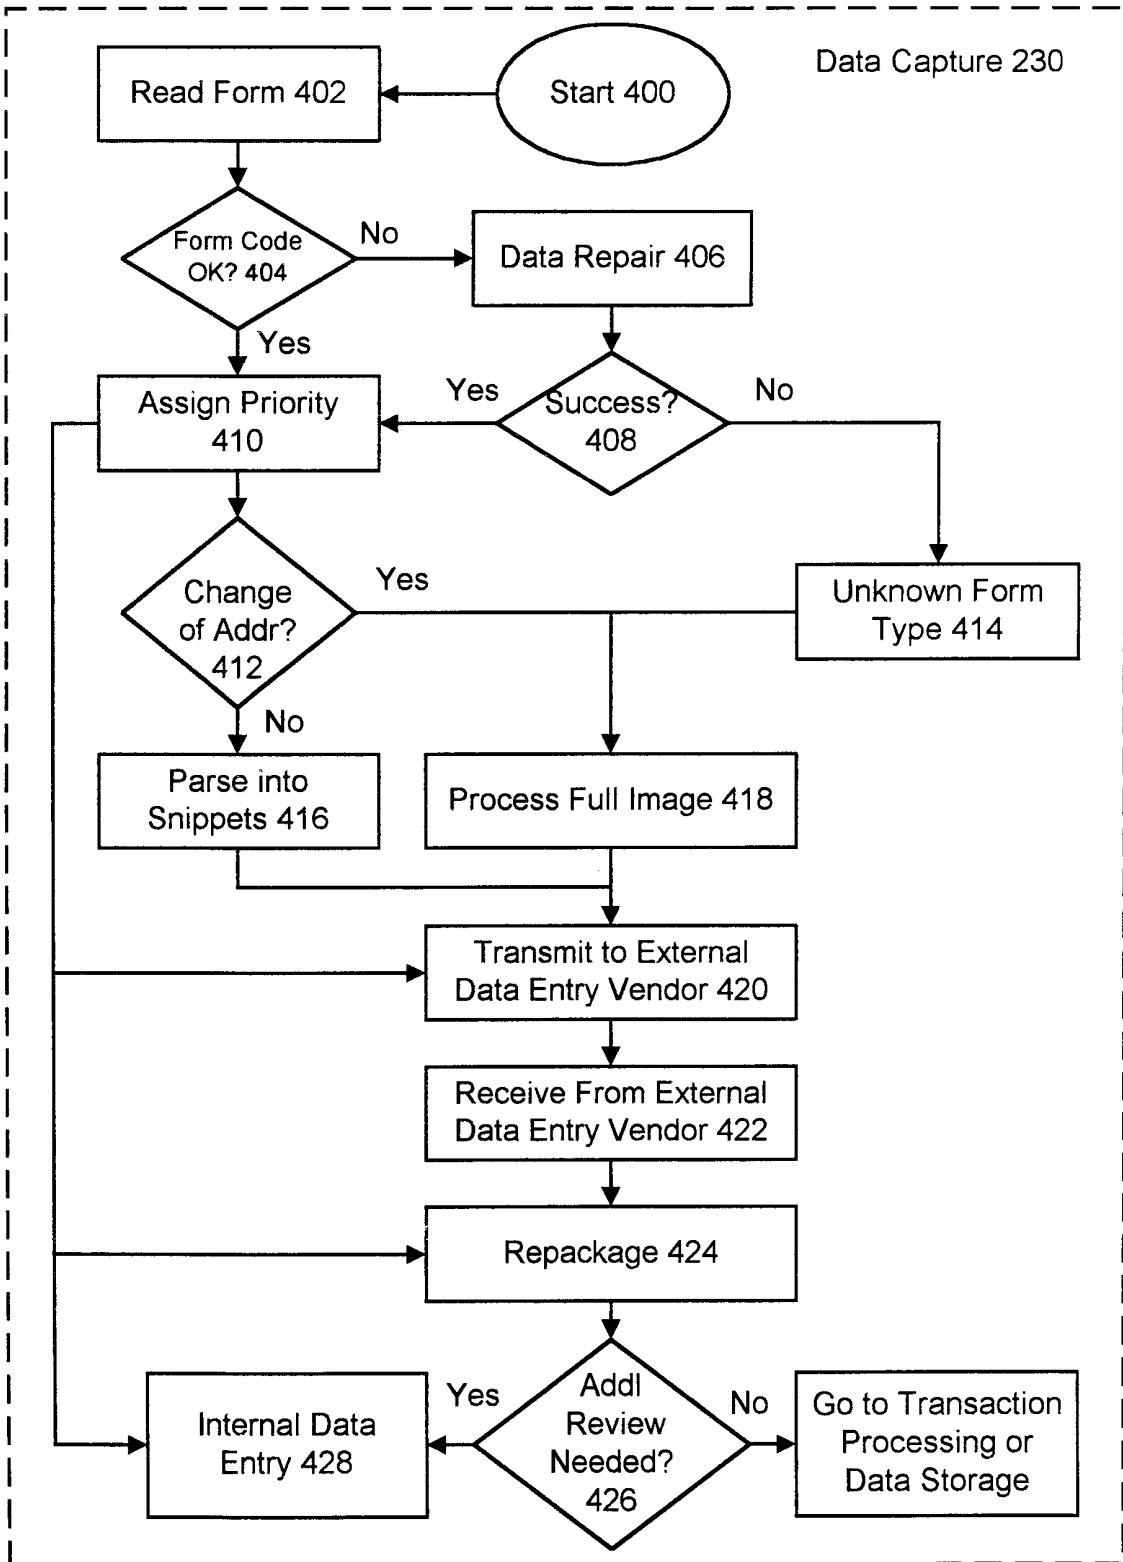 Data Capture 230
Start 400
Read Form 402
Form Code
OK? 404
No
Data Repair 406
Yes
Assign Priority
410
Yes
Success?
408
No
Change
of Addr?
412
Yes
Unknown Form
Type 414
No
Parse into
Snippets 416
Process Full Image 418
Transmit to External
Data Entry Vendor 420
Receive From External
Data Entry Vendor 422
Repackage 424
Internal Data
Entry 428
Yes
Addl
Review
Needed?
426
No
Go to Transaction
Processing or
Data Storage